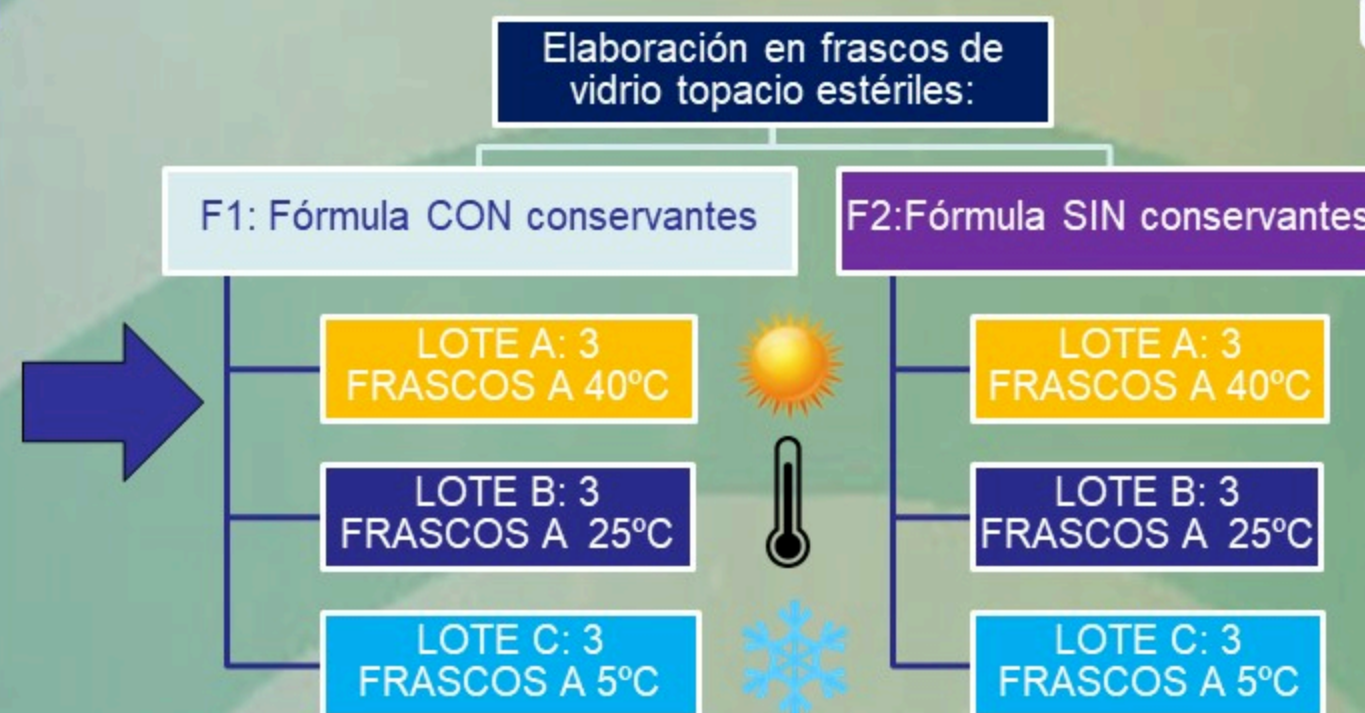 Elaboración en frascos de
vidrio topacio estériles:
F1: Fórmula CON conservantes
F2:Fórmula SIN conservantes
LOTE A: 3
FRASCOS A 40ºC
LOTE B: 3
FRASCOS A 25ºC
LOTE C: 3
FRASCOS A 5ºC
LOTE A: 3
FRASCOS A 40ºC
LOTE B: 3
FRASCOS A 25ºC
LOTE C: 3
FRASCOS A 5ºC